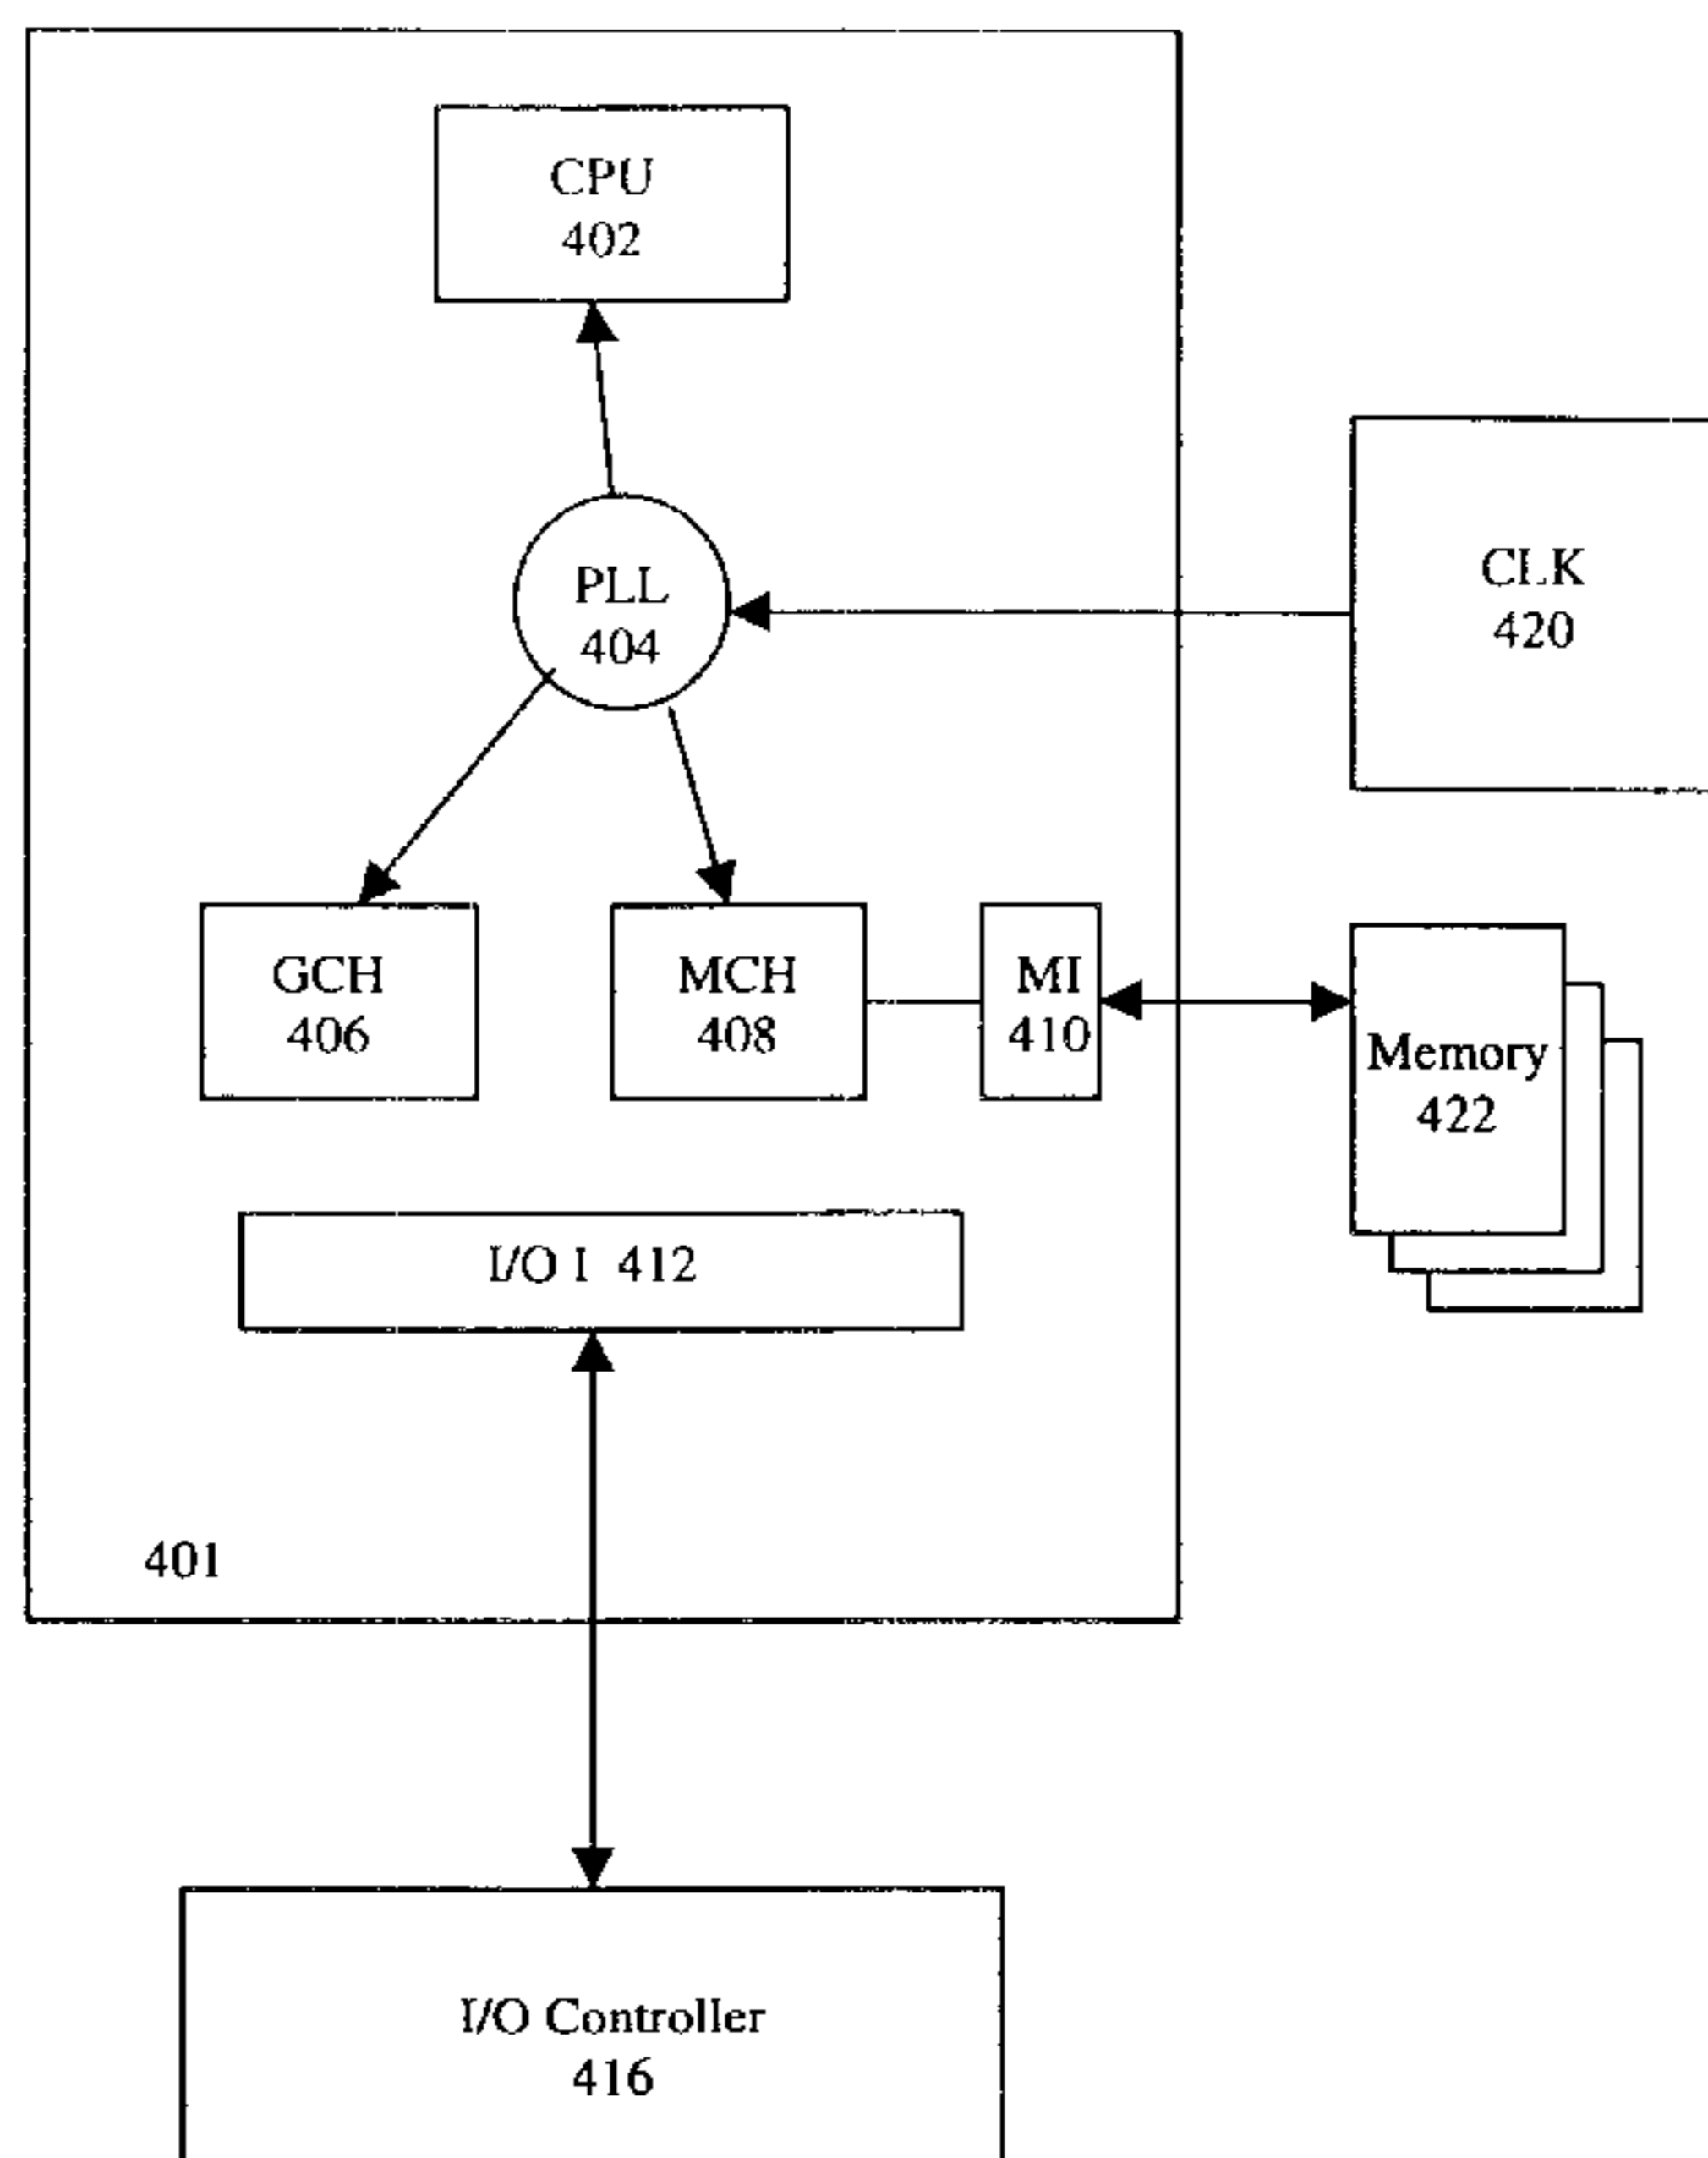 CPU
402
PLL
404
CLK
420
GCH
406
MCH
408
MI
410
Memory
422
I/O I 412
401
I/O Controller
416